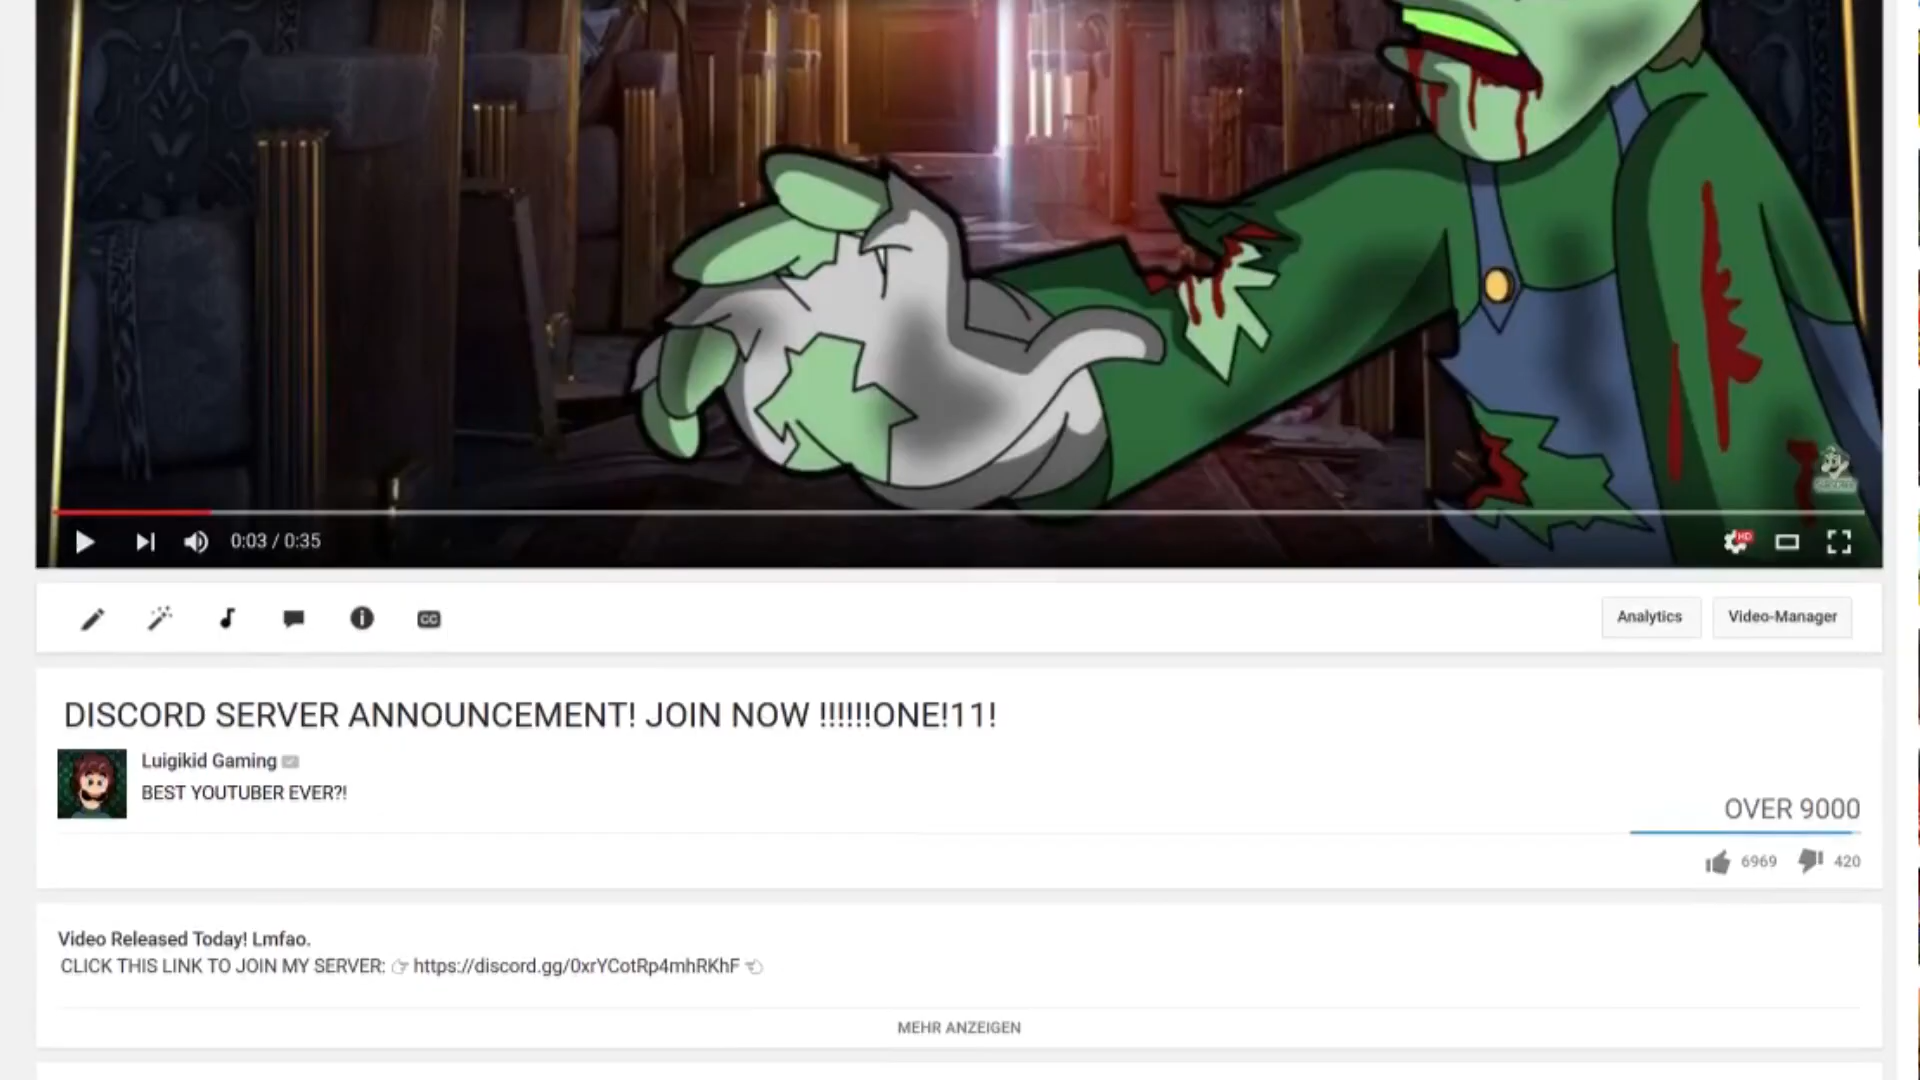 0:03 / 0:35
HD
CC
Analytics
Video-Manager
DISCORD SERVER ANNOUNCEMENT! JOIN NOW !!!!!!ONE!11!
Luigikid Gaming
BEST YOUTUBER EVER?!
OVER 9000
6969
420
Video Released Today! Lmfao.
CLICK THIS LINK TO JOIN MY SERVER: 👉 https://discord.gg/0xrYCotRp4mhRKhF 👈
MEHR ANZEIGEN